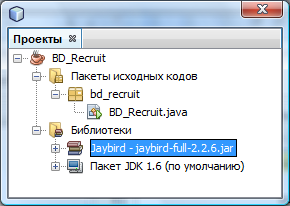 Проекты
BD_Recruit
Пакеты исходных кодов
bd_recruit
BD_Recruit.java
Библиотеки
Jaybird - jaybird-full-2.2.6.jar
Пакет JDK 1.6 (по умолчанию)